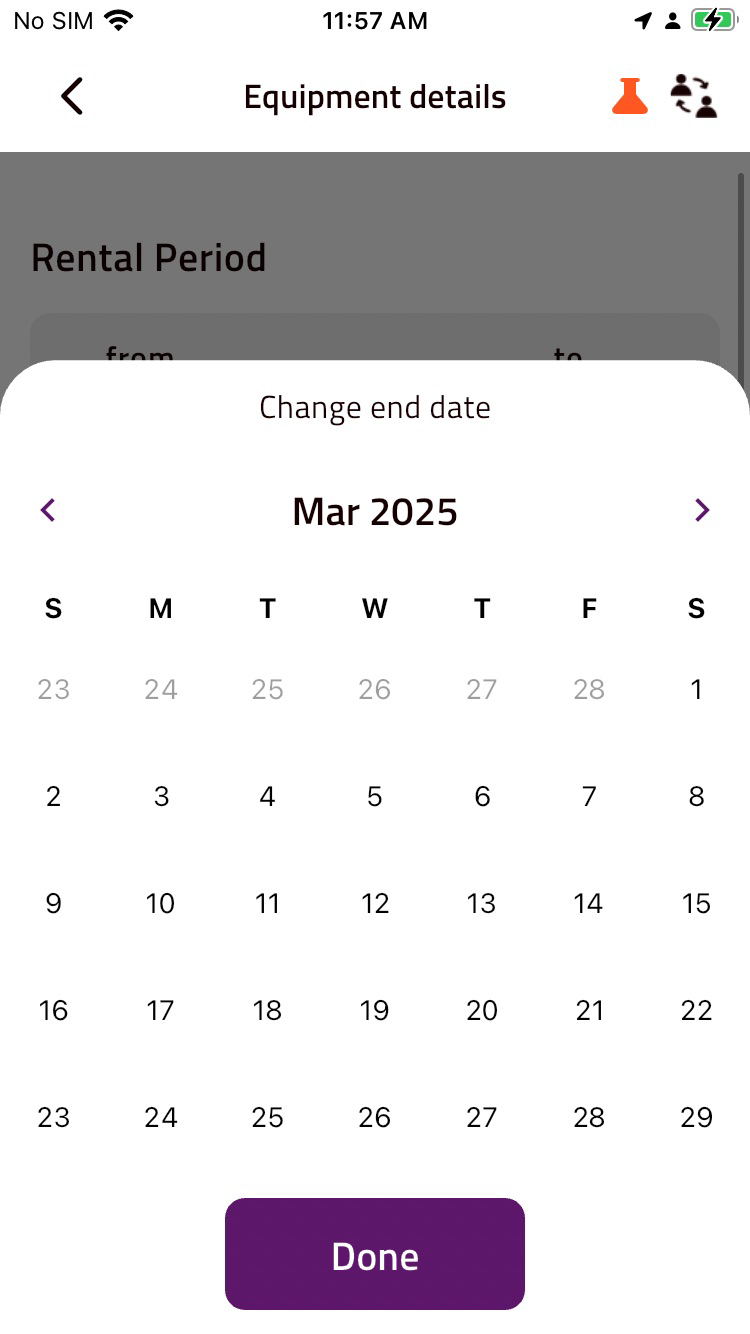 No SIM 11:57 AM
Equipment details
Rental Period
from to
Change end date
Mar 2025
S M T W T F S
23 24 25 26 27 28 1
2 3 4 5 6 7 8
9 10 11 12 13 14 15
16 17 18 19 20 21 22
23 24 25 26 27 28 29
Done